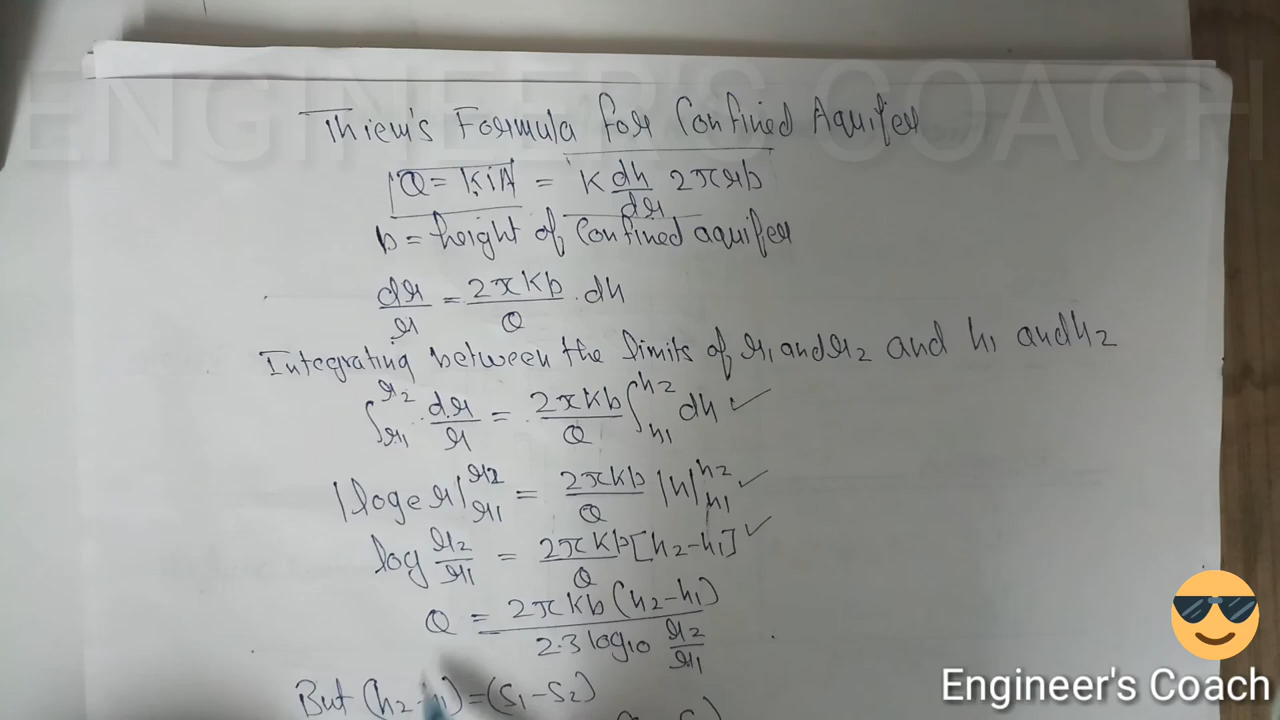 ENGINEER'S COACH
Thiem's Formula for Confined Aquifer
Q = KiA = K dh/dr 2πrb
b = height of Confined aquifer
dr/r = 2πKb/Q . dh
Integrating between the limits of r1 and r2 and h1 and h2
∫r1^r2 dr/r = 2πKb/Q ∫h1^h2 dh ✓
|loge r|r1^r2 = 2πKb/Q |h|h1^h2 ✓
log r2/r1 = 2πKb/Q [h2-h1] ✓
Q = 2πKb(h2-h1) / 2.3 log10 r2/r1
But (h2-h1) = (S1-S2)
Engineer's Coach